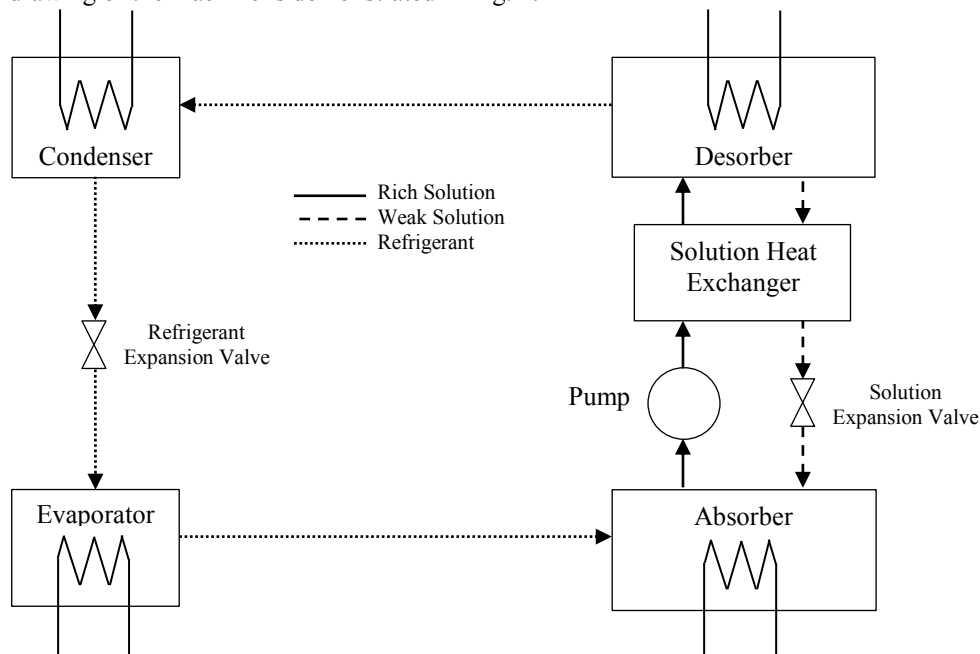 Condenser
Desorber
Rich Solution
Weak Solution
Refrigerant
Solution Heat
Exchanger
Refrigerant
Expansion Valve
Pump
Solution
Expansion Valve
Evaporator
Absorber